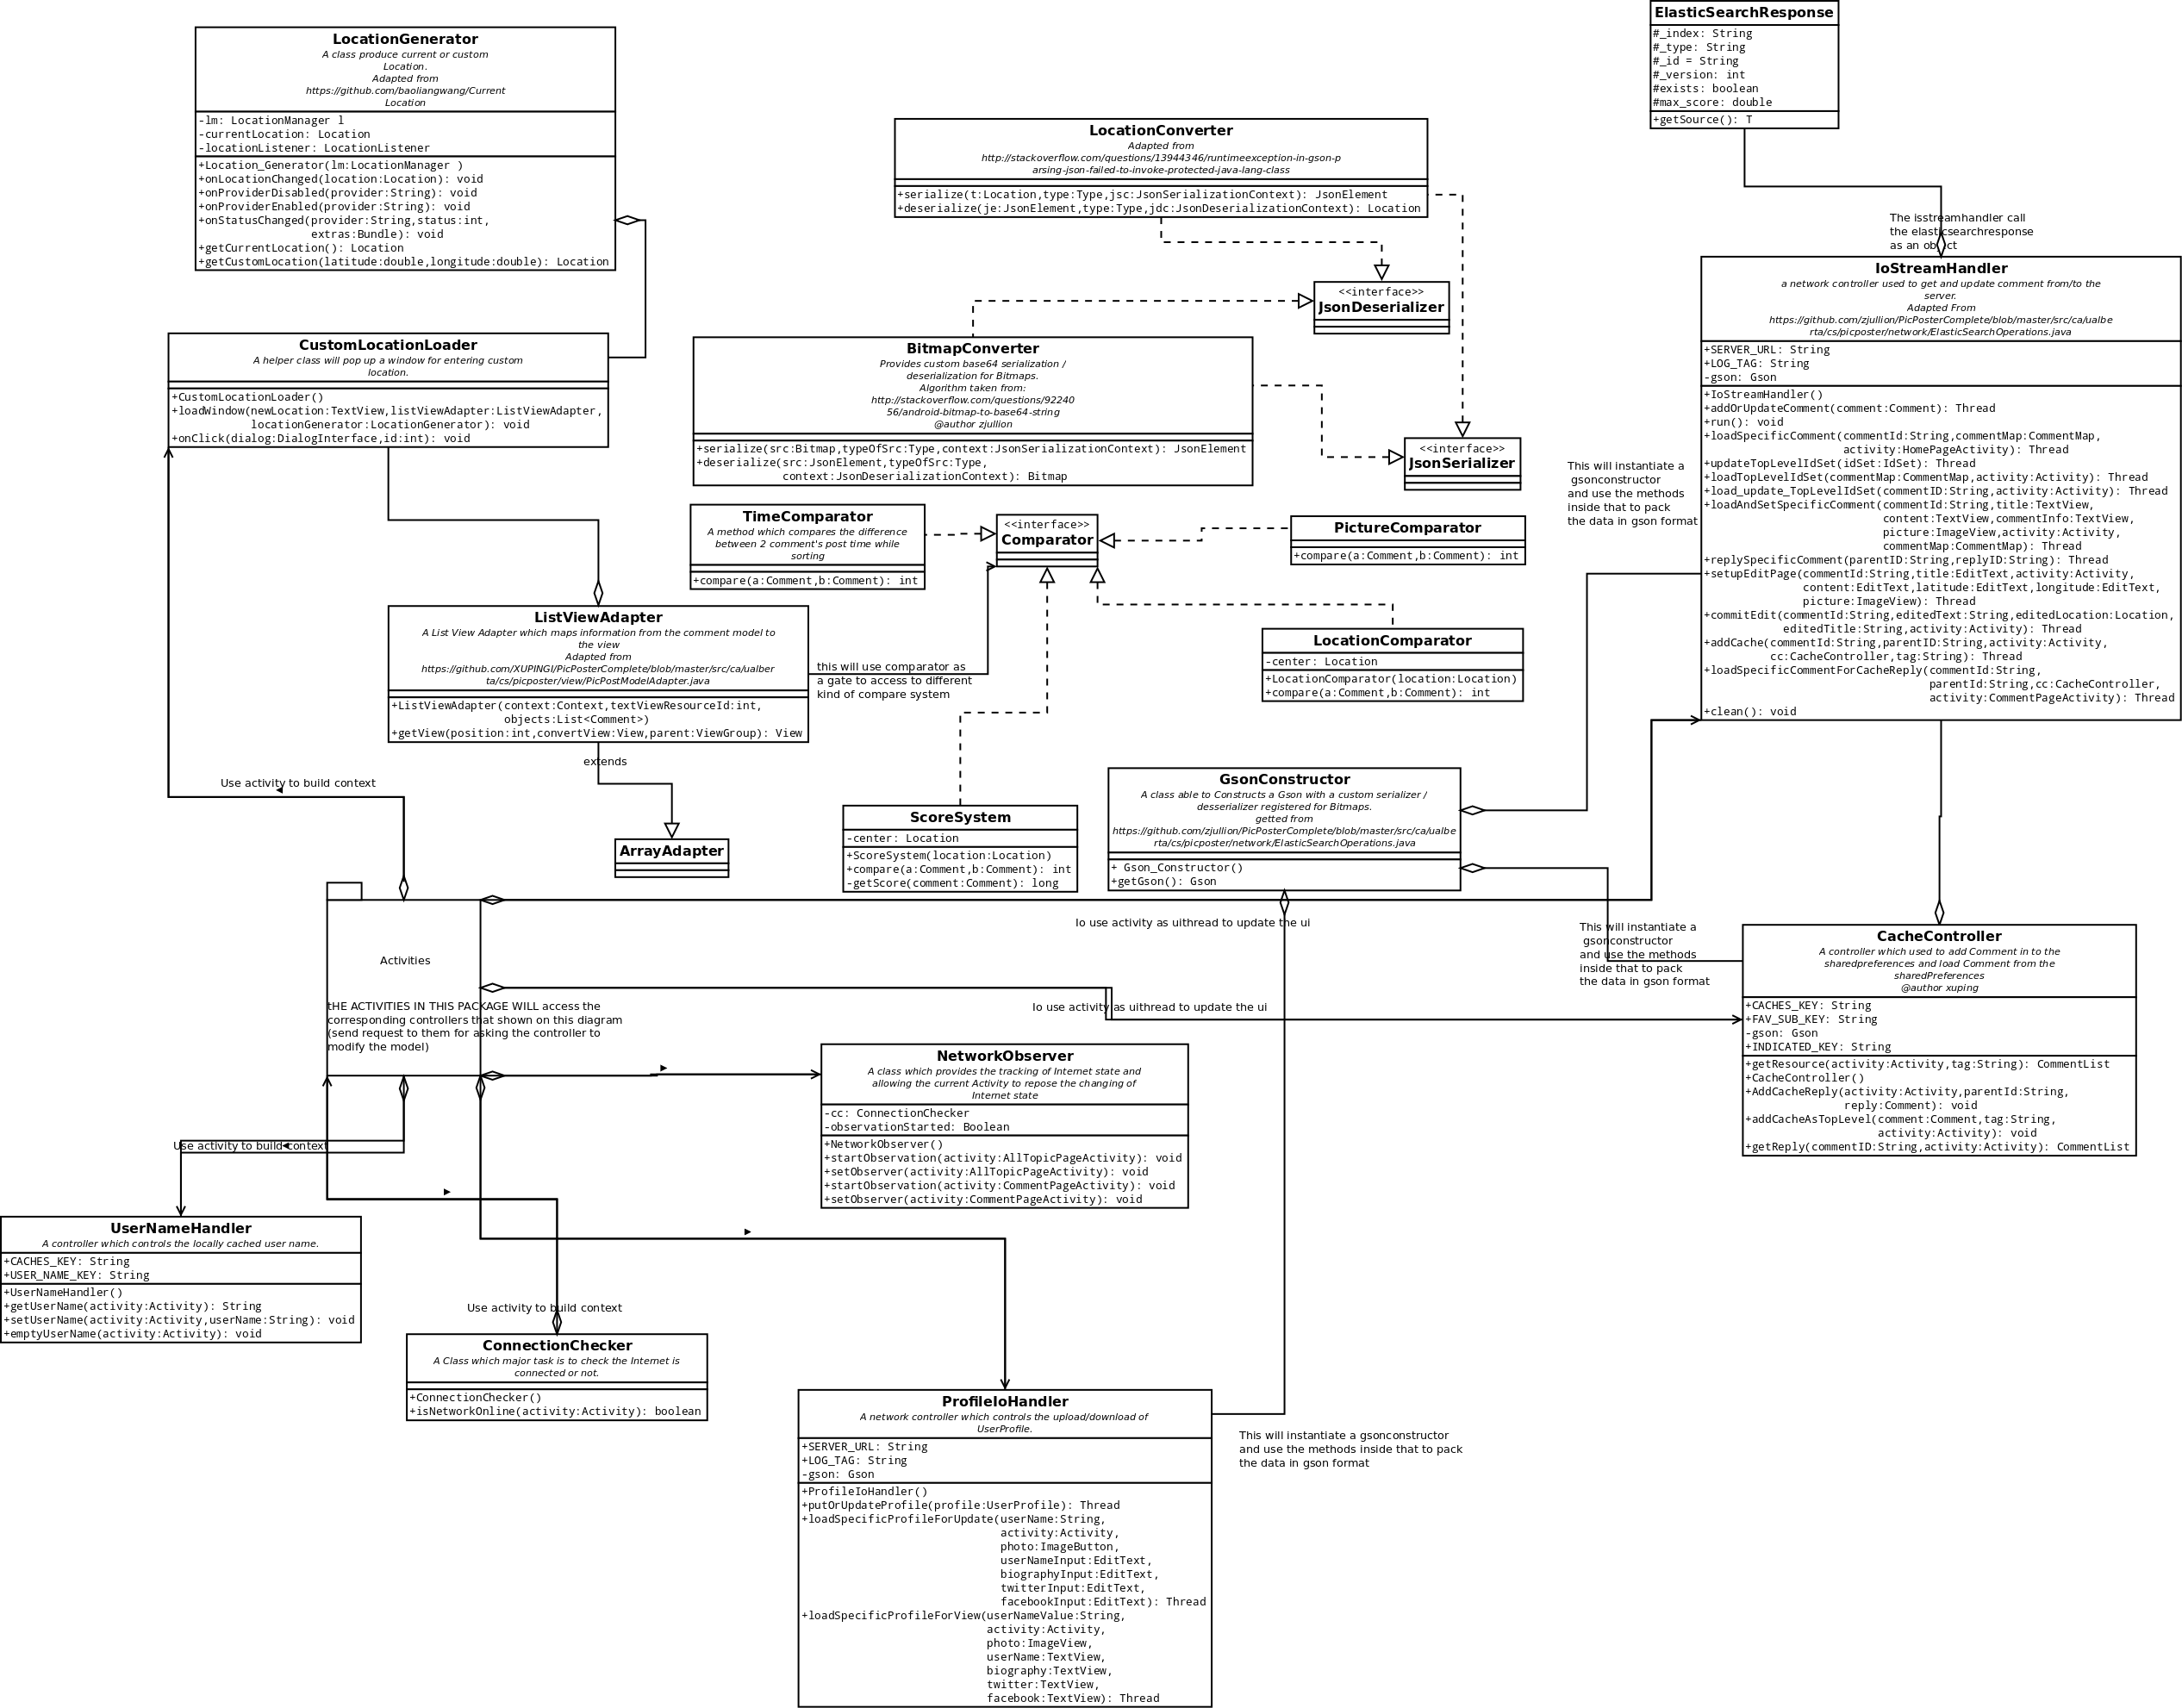 LocationGenerator
A class produce current or custom
Location.
Adapted from
https://github.com/baoliangwang/Current
Location
-lm: LocationManager l
-currentLocation: Location
-locationListener: LocationListener
+Location_Generator(lm:LocationManager )
+onLocationChanged(location:Location): void
+onProviderDisabled(provider:String): void
+onProviderEnabled(provider:String): void
+onStatusChanged(provider:String,status:int,
extras:Bundle): void
+getCurrentLocation(): Location
+getCustomLocation(latitude:double,longitude:double): Location
ElasticSearchResponse
#_index: String
#_type: String
#_id = String
#_version: int
#exists: boolean
#max_score: double
+getSource(): T
LocationConverter
Adapted from
http://stackoverflow.com/questions/13944346/runtimeexception-in-gson-p
arsing-json-failed-to-invoke-protected-java-lang-class
+serialize(t:Location,type:Type,jsc:JsonSerializationContext): JsonElement
+deserialize(je:JsonElement,type:Type,jdc:JsonDeserializationContext): Location
The isstreamhandler call
the elasticsearchresponse
as an object
<<interface>>
JsonDeserializer
CustomLocationLoader
A helper class will pop up a window for entering custom
location.
+CustomLocationLoader()
+loadWindow(newLocation:TextView,listViewAdapter:ListViewAdapter,
locationGenerator:LocationGenerator): void
+onClick(dialog:DialogInterface,id:int): void
BitmapConverter
Provides custom base64 serialization /
deserialization for Bitmaps.
Algorithm taken from:
http://stackoverflow.com/questions/92240
56/android-bitmap-to-base64-string
@author zjullion
+serialize(src:Bitmap,typeOfSrc:Type,context:JsonSerializationContext): JsonElement
+deserialize(src:JsonElement,typeOfSrc:Type,
context:JsonDeserializationContext): Bitmap
<<interface>>
JsonSerializer
IoStreamHandler
a network controller used to get and update comment from/to the
server.
Adapted From
https://github.com/zjullion/PicPosterComplete/blob/master/src/ca/ualbe
rta/cs/picposter/network/ElasticSearchOperations.java
+SERVER_URL: String
+LOG_TAG: String
-gson: Gson
+IoStreamHandler()
+addOrUpdateComment(comment:Comment): Thread
+run(): void
+loadSpecificComment(commentId:String,commentMap:CommentMap,
activity:HomePageActivity): Thread
+updateTopLevelIdSet(idSet:IdSet): Thread
+loadTopLevelIdSet(commentMap:CommentMap,activity:Activity): Thread
+load_update_TopLevelIdSet(commentID:String,activity:Activity): Thread
+loadAndSetSpecificComment(commentId:String,title:TextView,
content:TextView,commentInfo:TextView,
picture:ImageView,activity:Activity,
commentMap:CommentMap): Thread
+replySpecificComment(parentID:String,replyID:String): Thread
+setupEditPage(commentId:String,title:EditText,activity:Activity,
content:EditText,latitude:EditText,longitude:EditText,
picture:ImageView): Thread
+commitEdit(commentId:String,editedText:String,editedLocation:Location,
editedTitle:String,activity:Activity): Thread
+addCache(commentId:String,parentID:String,activity:Activity,
cc:CacheController,tag:String): Thread
+loadSpecificCommentForCacheReply(commentId:String,
parentId:String,cc:CacheController,
activity:CommentPageActivity): Thread
+clean(): void
This will instantiate a
gsonconstructor
and use the methods
inside that to pack
the data in gson format
TimeComparator
A method which compares the difference
between 2 comment's post time while
sorting
+compare(a:Comment,b:Comment): int
<<interface>>
Comparator
PictureComparator
+compare(a:Comment,b:Comment): int
ListViewAdapter
A List View Adapter which maps information from the comment model to
the view
Adapted from
https://github.com/XUPINGI/PicPosterComplete/blob/master/src/ca/ualber
ta/cs/picposter/view/PicPostModelAdapter.java
+ListViewAdapter(context:Context,textViewResourceId:int,
objects:List<Comment>)
+getView(position:int,convertView:View,parent:ViewGroup): View
this will use comparator as
a gate to access to different
kind of compare system
LocationComparator
-center: Location
+LocationComparator(location:Location)
+compare(a:Comment,b:Comment): int
extends
Use activity to build context
ArrayAdapter
ScoreSystem
-center: Location
+ScoreSystem(location:Location)
+compare(a:Comment,b:Comment): int
-getScore(comment:Comment): long
GsonConstructor
A class able to Constructs a Gson with a custom serializer /
desserializer registered for Bitmaps.
getted from
https://github.com/zjullion/PicPosterComplete/blob/master/src/ca/ualbe
rta/cs/picposter/network/ElasticSearchOperations.java
+ Gson_Constructor()
+getGson(): Gson
Io use activity as uithread to update the ui
This will instantiate a
gsonconstructor
and use the methods
inside that to pack
the data in gson format
CacheController
A controller which used to add Comment in to the
sharedpreferences and load Comment from the
sharedPreferences
@author xuping
+CACHES_KEY: String
+FAV_SUB_KEY: String
-gson: Gson
+INDICATED_KEY: String
+getResource(activity:Activity,tag:String): CommentList
+CacheController()
+AddCacheReply(activity:Activity,parentId:String,
reply:Comment): void
+addCacheAsTopLevel(comment:Comment,tag:String,
activity:Activity): void
+getReply(commentID:String,activity:Activity): CommentList
Activities
tHE ACTIVITIES IN THIS PACKAGE WILL access the
corresponding controllers that shown on this diagram
(send request to them for asking the controller to
modify the model)
Io use activity as uithread to update the ui
NetworkObserver
A class which provides the tracking of Internet state and
allowing the current Activity to repose the changing of
Internet state
-cc: ConnectionChecker
-observationStarted: Boolean
+NetworkObserver()
+startObservation(activity:AllTopicPageActivity): void
+setObserver(activity:AllTopicPageActivity): void
+startObservation(activity:CommentPageActivity): void
+setObserver(activity:CommentPageActivity): void
Use activity to build context
UserNameHandler
A controller which controls the locally cached user name.
+CACHES_KEY: String
+USER_NAME_KEY: String
+UserNameHandler()
+getUserName(activity:Activity): String
+setUserName(activity:Activity,userName:String): void
+emptyUserName(activity:Activity): void
Use activity to build context
ConnectionChecker
A Class which major task is to check the Internet is
connected or not.
+ConnectionChecker()
+isNetworkOnline(activity:Activity): boolean
ProfileIoHandler
A network controller which controls the upload/download of
UserProfile.
+SERVER_URL: String
+LOG_TAG: String
-gson: Gson
+ProfileIoHandler()
+putOrUpdateProfile(profile:UserProfile): Thread
+loadSpecificProfileForUpdate(userName:String,
activity:Activity,
photo:ImageButton,
userNameInput:EditText,
biographyInput:EditText,
twitterInput:EditText,
facebookInput:EditText): Thread
+loadSpecificProfileForView(userNameValue:String,
activity:Activity,
photo:ImageView,
userName:TextView,
biography:TextView,
twitter:TextView,
facebook:TextView): Thread
This will instantiate a gsonconstructor
and use the methods inside that to pack
the data in gson format